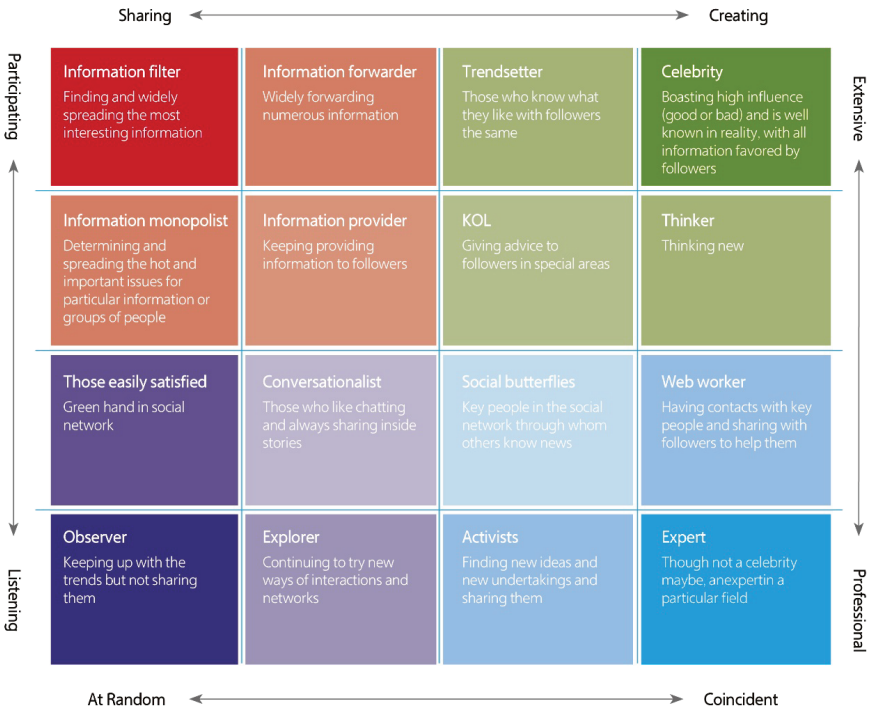 Sharing
Creating
Participating
Extensive
Information filter
Finding and widely
spreading the most
interesting information
Information forwarder
Widely forwarding
numerous information
Trendsetter
Those who know what
they like with followers
the same
Celebrity
Boasting high influence
(good or bad) and is well
known in reality, with all
information favored by
followers
Information monopolist
Determining and
spreading the hot and
important issues for
particular information or
groups of people
Information provider
Keeping providing
information to followers
KOL
Giving advice to
followers in special areas
Thinker
Thinking new
Those easily satisfied
Green hand in social
network
Conversationalist
Those who like chatting
and always sharing inside
stories
Social butterflies
Key people in the social
network through whom
others know news
Web worker
Having contacts with key
people and sharing with
followers to help them
Observer
Keeping up with the
trends but not sharing
them
Explorer
Continuing to try new
ways of interactions and
networks
Activists
Finding new ideas and
new undertakings and
sharing them
Expert
Though not a celebrity
maybe, anexpertin a
particular field
Listening
Professional
At Random
Coincident